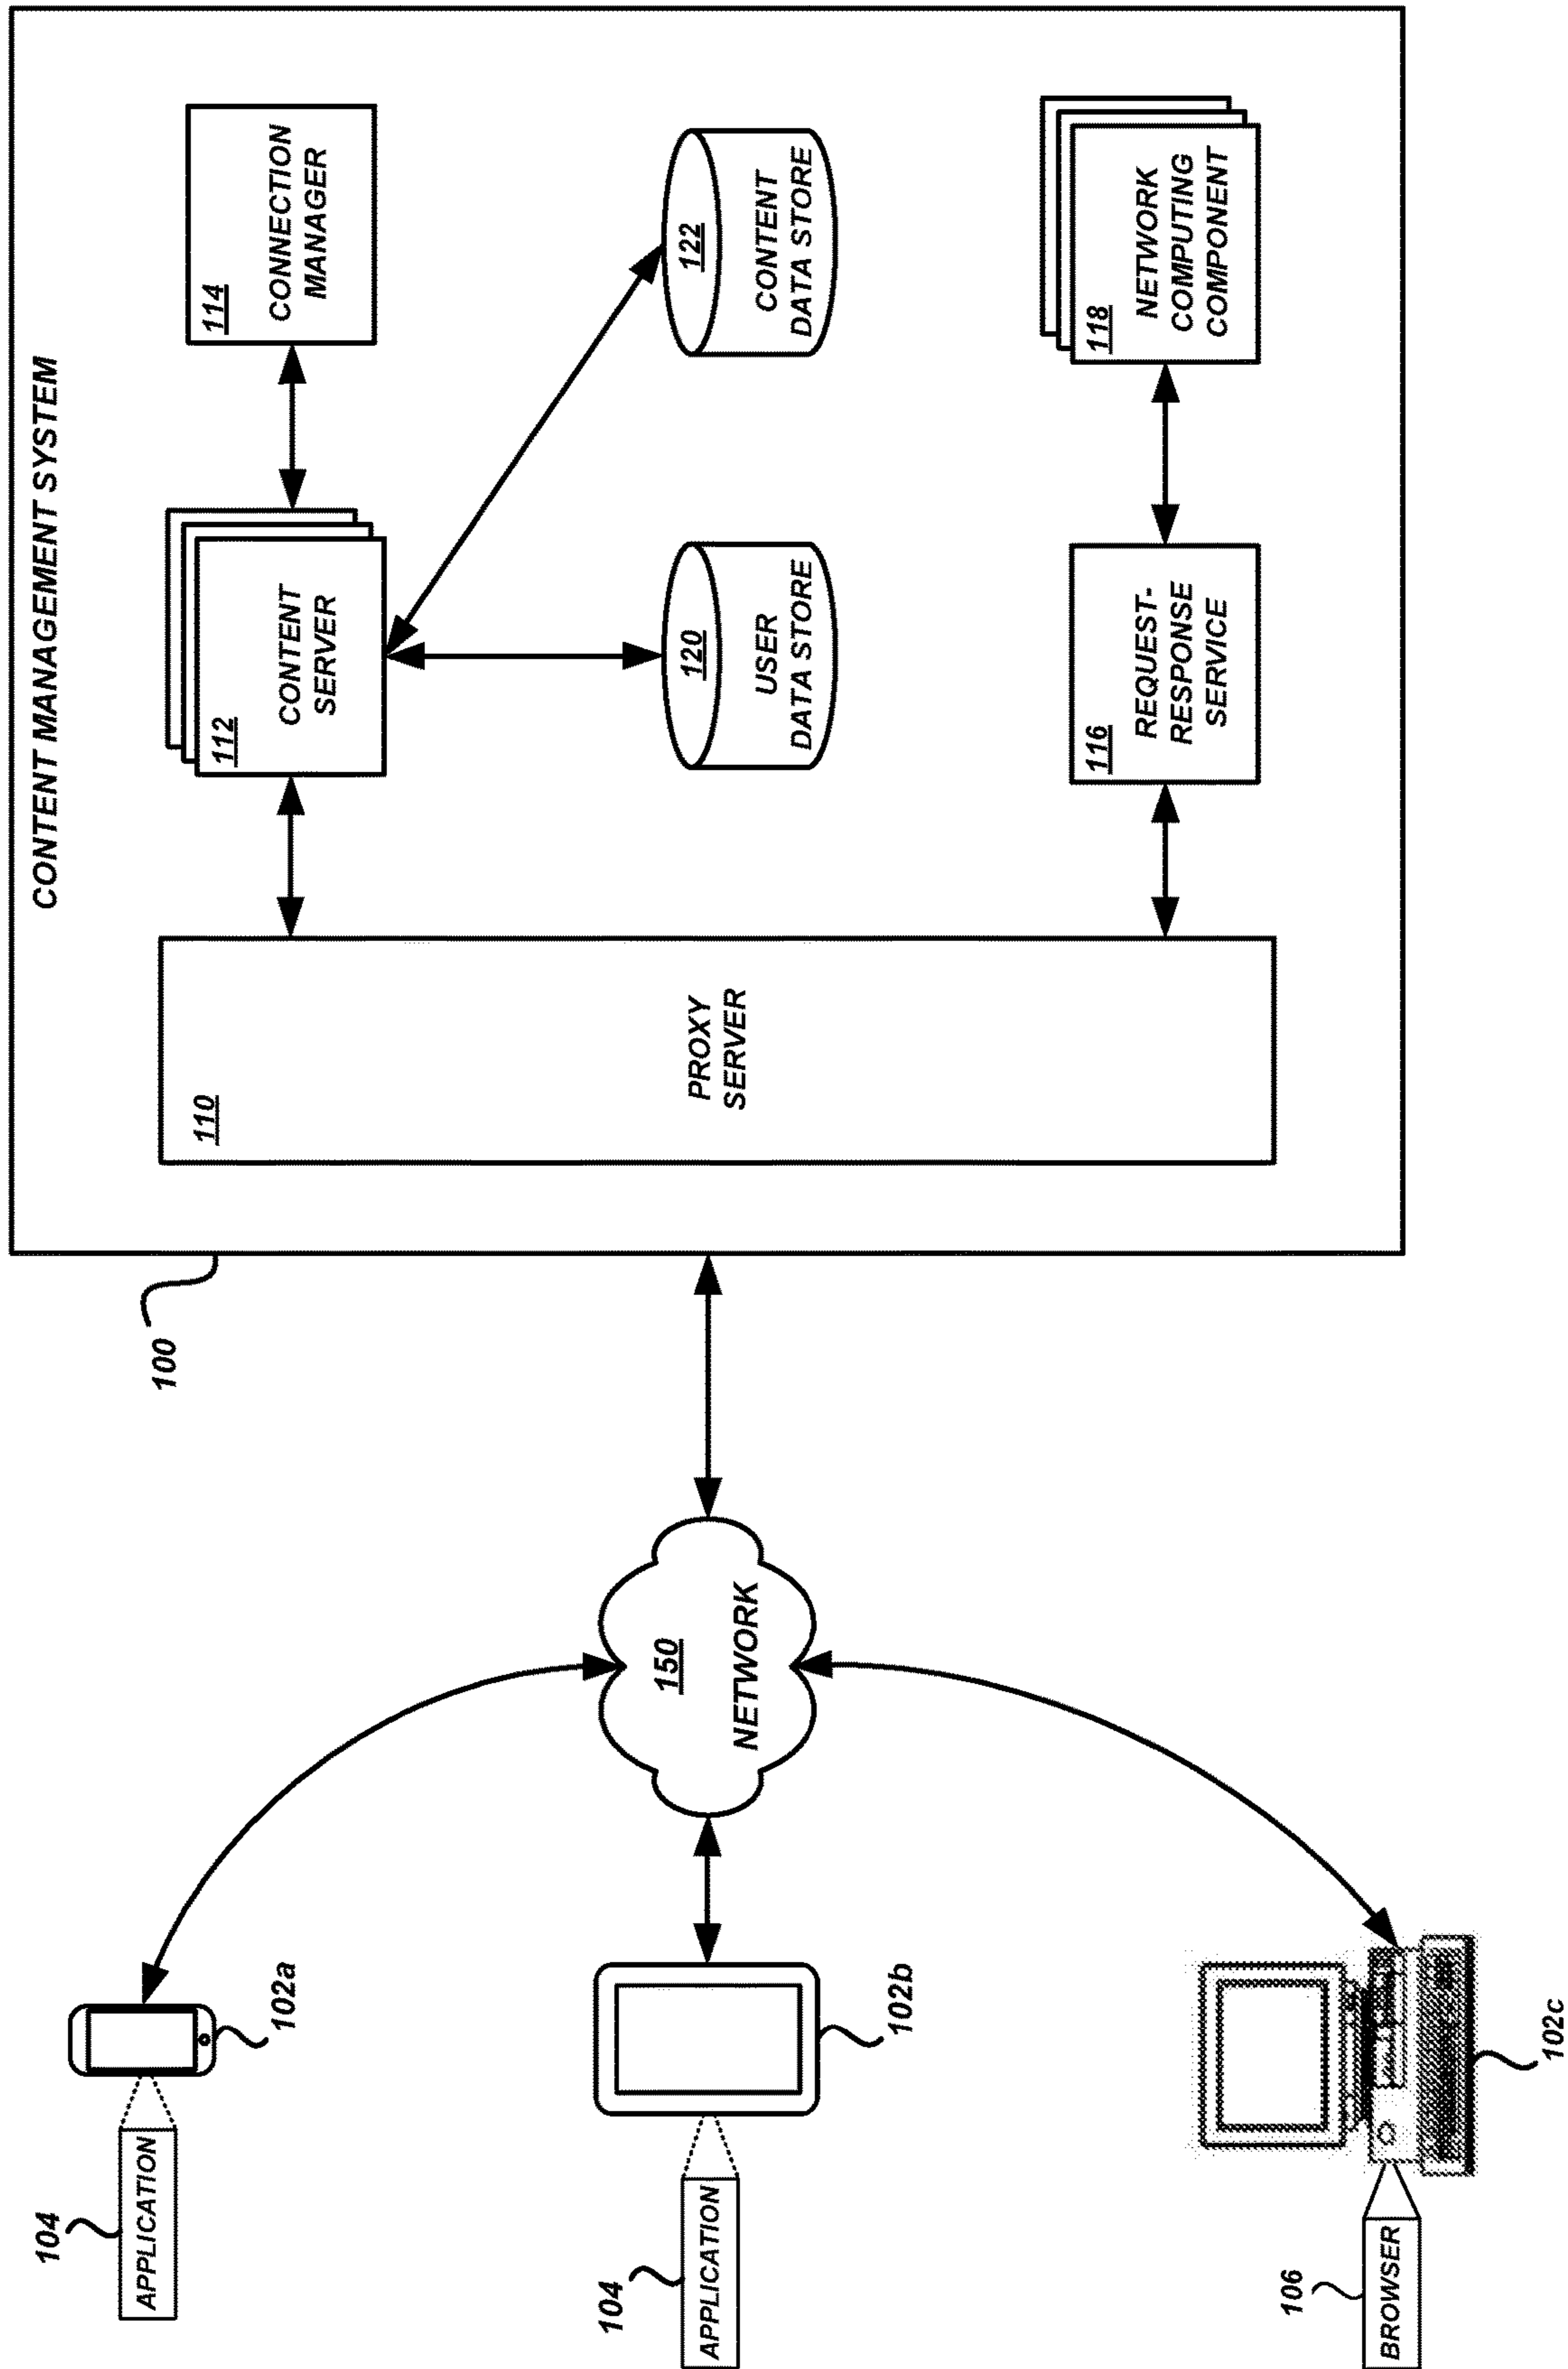 CONTENT MANAGEMENT SYSTEM
100
104
APPLICATION
102a
104
APPLICATION
102b
106
BROWSER
102c
150
NETWORK
110
PROXY
SERVER
112
CONTENT
SERVER
114
CONNECTION
MANAGER
120
USER
DATA STORE
122
CONTENT
DATA STORE
116
REQUEST-
RESPONSE
SERVICE
118
NETWORK
COMPUTING
COMPONENT